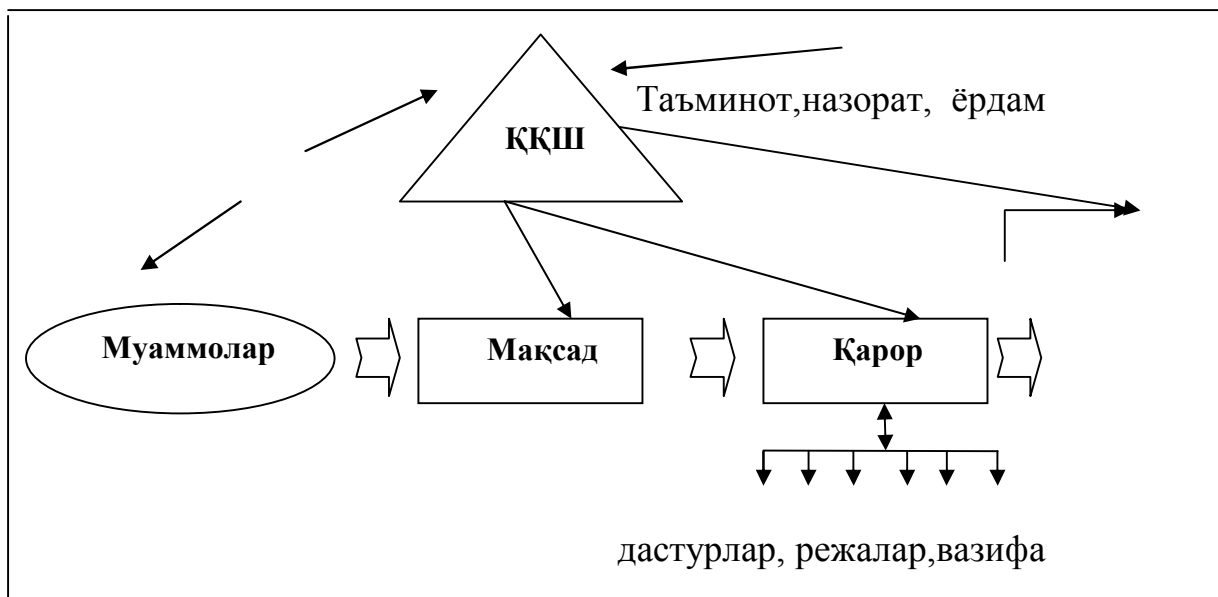 Таъминот,назорат, ёрдам
ҚҚШ
Муаммолар
Мақсад
Қарор
дастурлар, режалар,вазифа